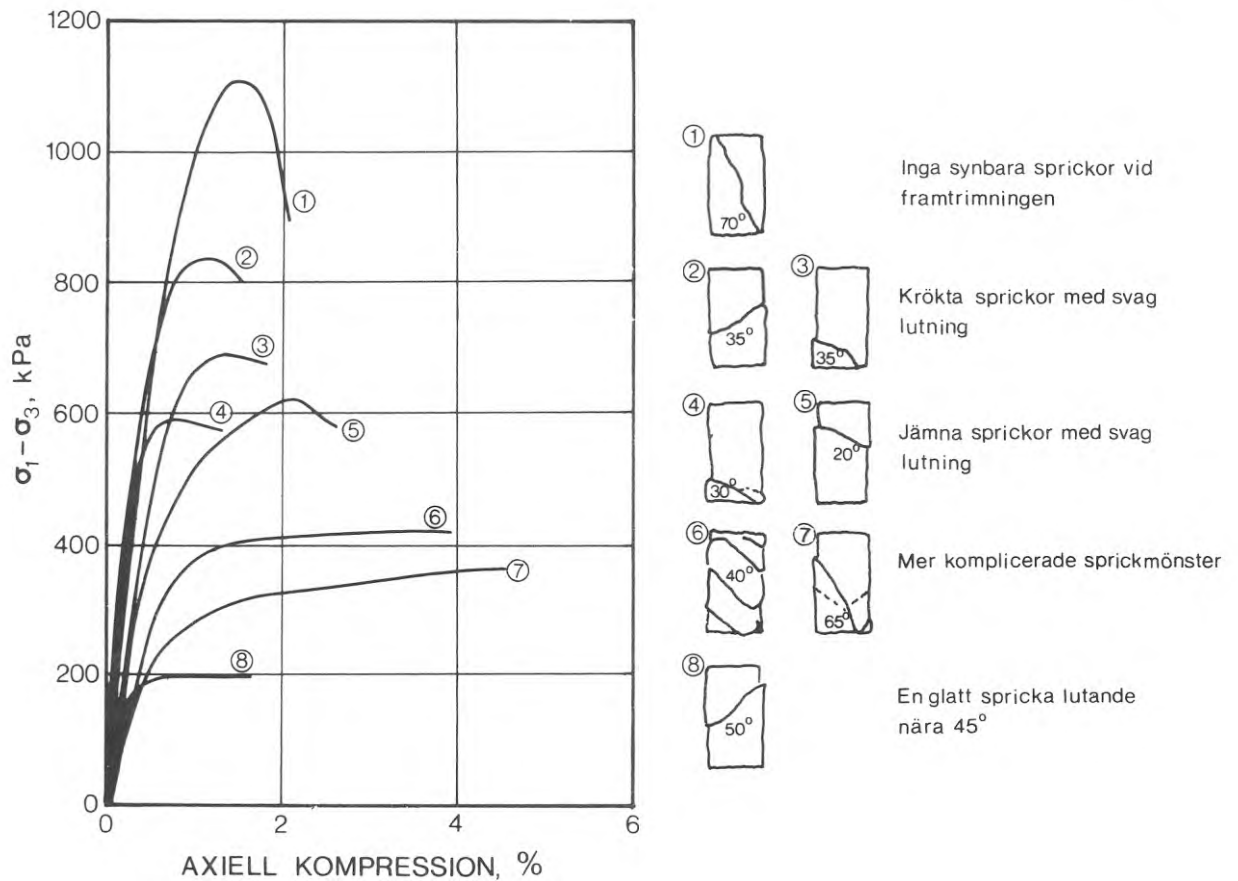 1200
1000
800
600
400
200
0
σ₁–σ₃, kPa
0 2 4 6
AXIELL KOMPRESSION, %
①
②
③
④
⑤
⑥
⑦
⑧
①
70°
Inga synbara sprickor vid
framtrimningen
② ③
35° 35°
Krökta sprickor med svag
lutning
④ ⑤
30° 20°
Jämna sprickor med svag
lutning
⑥ ⑦
40° 65°
Mer komplicerade sprickmönster
⑧
50°
En glatt spricka lutande
nära 45°